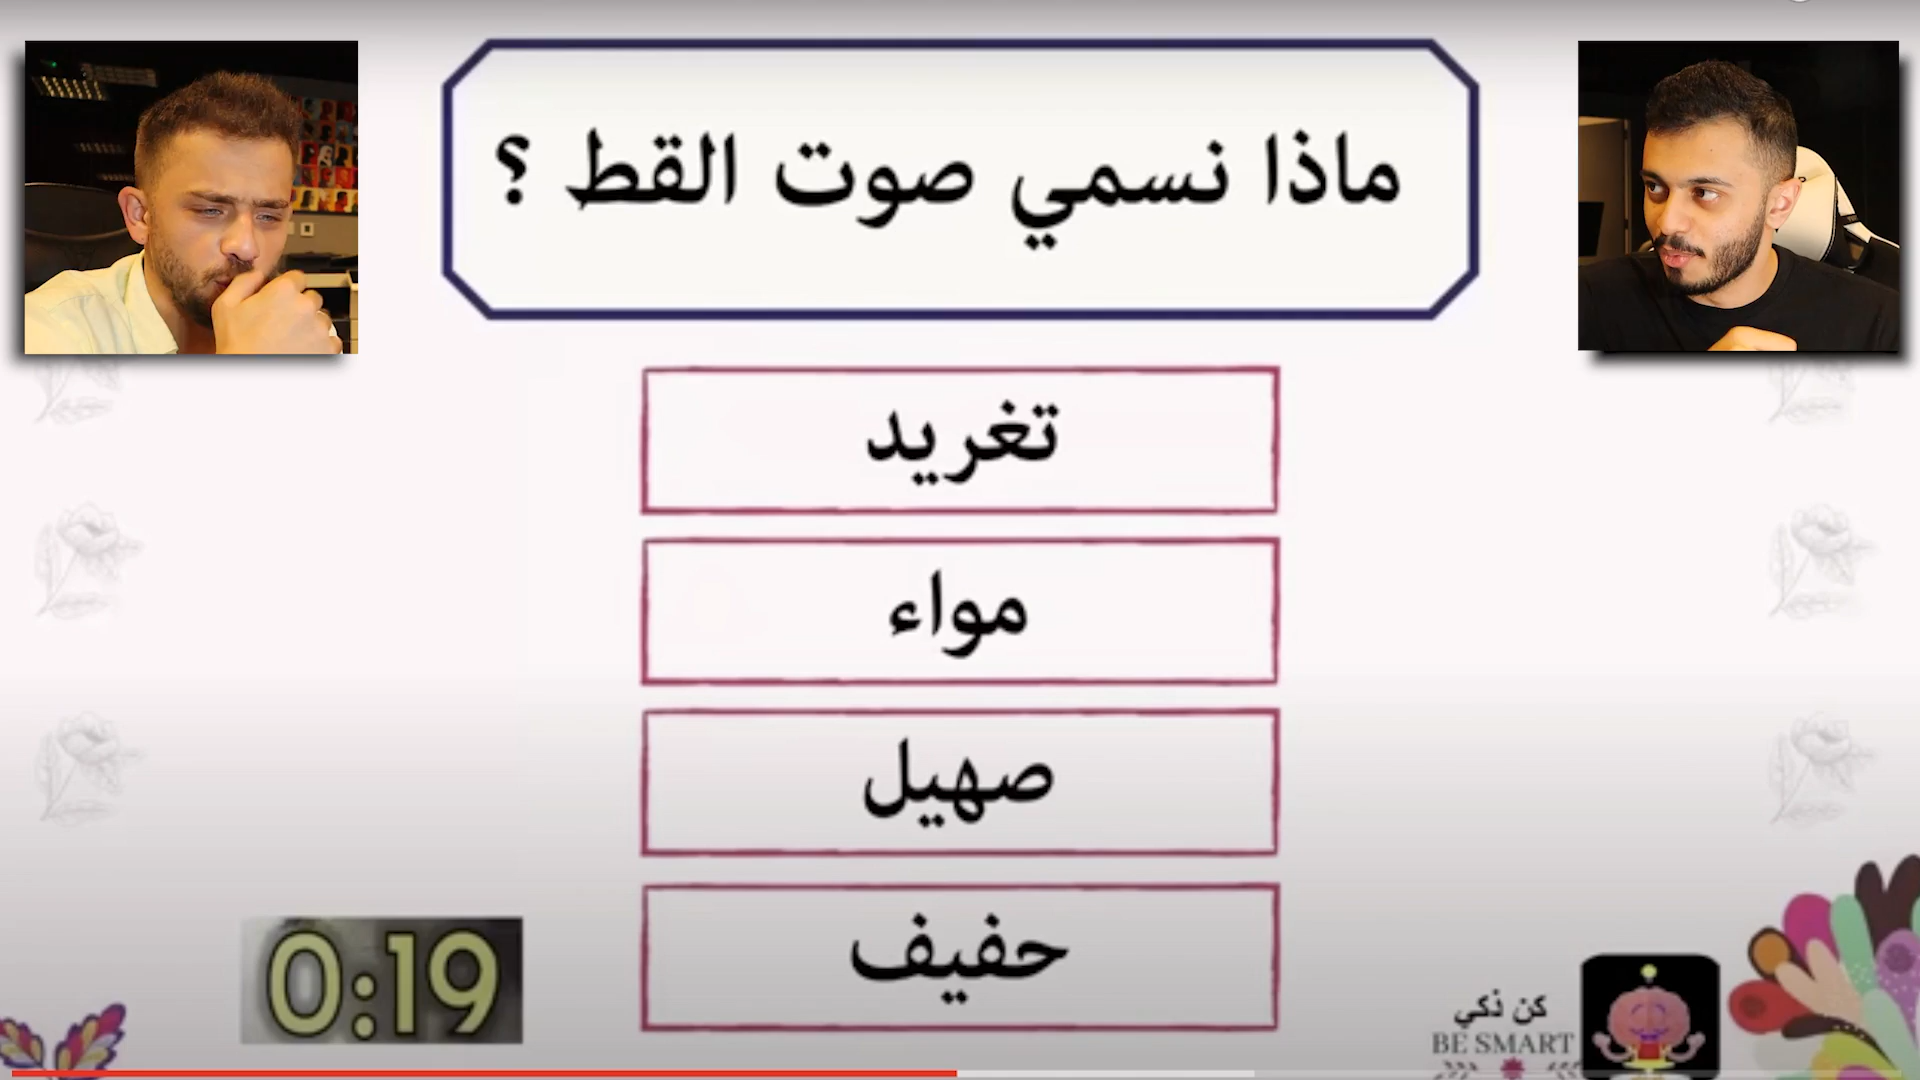 ماذا نسمي صوت القط ؟
تغريد
مواء
صهيل
حفيف
0:19
كن ذكي
BE SMART